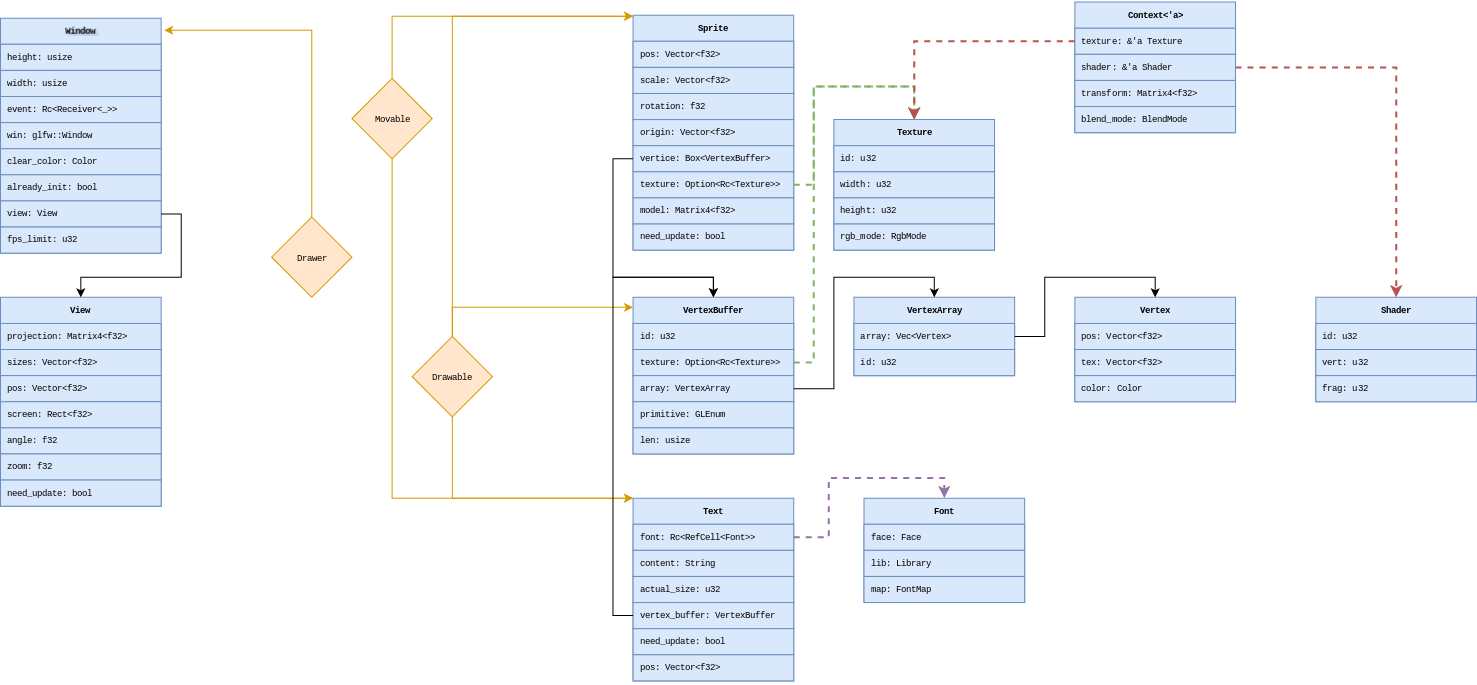 Window
height: usize
width: usize
event: Rc<Receiver<_>>
win: glfw::Window
clear_color: Color
already_init: bool
view: View
fps_limit: u32
View
projection: Matrix4<f32>
sizes: Vector<f32>
pos: Vector<f32>
screen: Rect<f32>
angle: f32
zoom: f32
need_update: bool
Drawer
Movable
Drawable
Sprite
pos: Vector<f32>
scale: Vector<f32>
rotation: f32
origin: Vector<f32>
vertice: Box<VertexBuffer>
texture: Option<Rc<Texture>>
model: Matrix4<f32>
need_update: bool
VertexBuffer
id: u32
texture: Option<Rc<Texture>>
array: VertexArray
primitive: GLEnum
len: usize
Text
font: Rc<RefCell<Font>>
content: String
actual_size: u32
vertex_buffer: VertexBuffer
need_update: bool
pos: Vector<f32>
Texture
id: u32
width: u32
height: u32
rgb_mode: RgbMode
VertexArray
array: Vec<Vertex>
id: u32
Font
face: Face
lib: Library
map: FontMap
Context<'a>
texture: &'a Texture
shader: &'a Shader
transform: Matrix4<f32>
blend_mode: BlendMode
Vertex
pos: Vector<f32>
tex: Vector<f32>
color: Color
Shader
id: u32
vert: u32
frag: u32